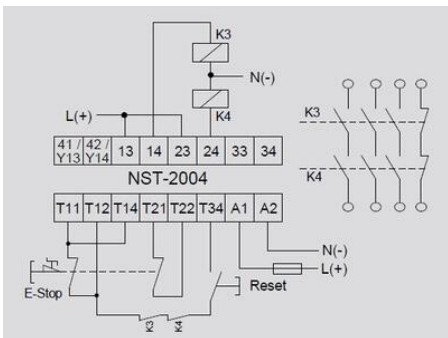 K3
N(-)
L(+)
K4
41 / Y13
42 / Y14
13
14
23
24
33
34
NST-2004
T11
T12
T14
T21
T22
T34
A1
A2
N(-)
L(+)
E-Stop
Reset
K3
K4
K3
K4